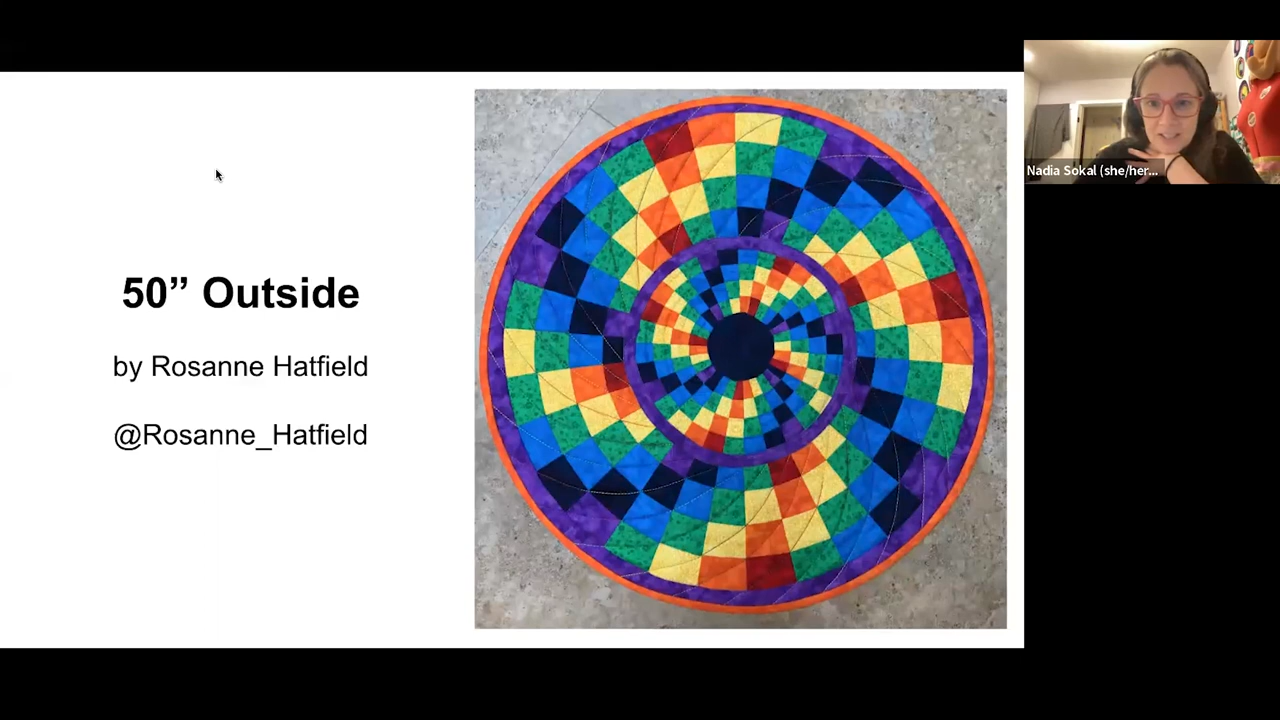 50” Outside
by Rosanne Hatfield
@Rosanne_Hatfield
Nadia Sokal (she/her...